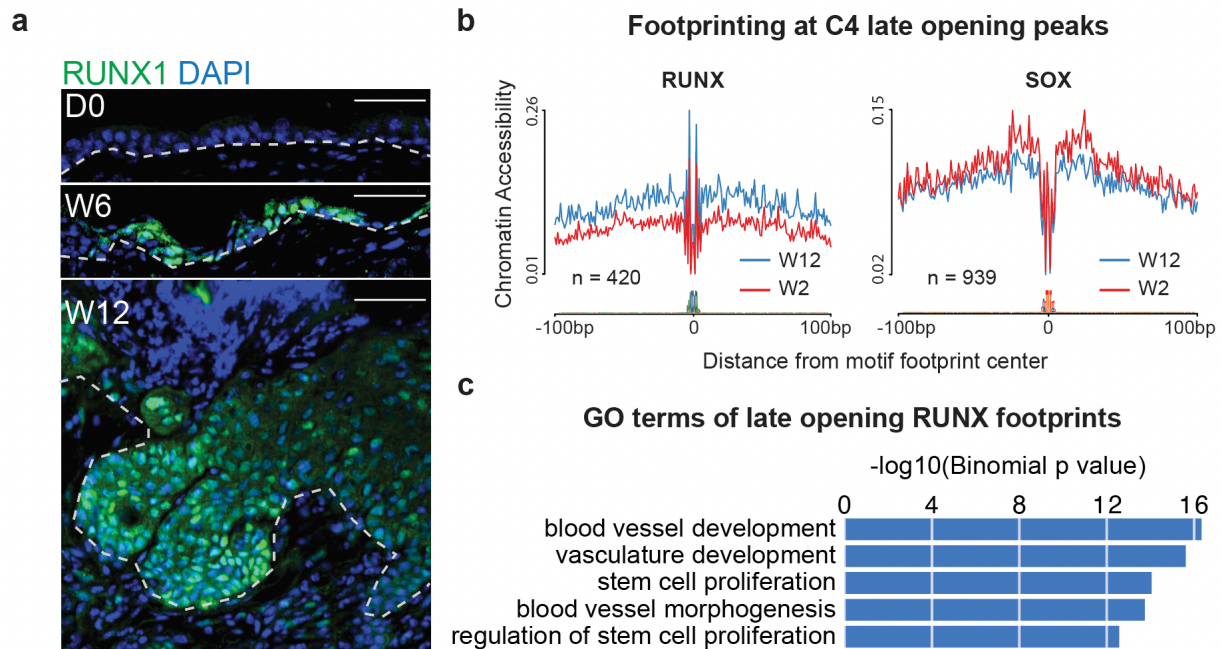 a
RUNX1 DAPI
D0
W6
W12
b
Footprinting at C4 late opening peaks
RUNX
SOX
Chromatin Accessibility
0.26
0.01
n = 420
W12
W2
-100bp
0
100bp
0.15
0.02
n = 939
W12
W2
-100bp
0
100bp
Distance from motif footprint center
c
GO terms of late opening RUNX footprints
-log10(Binomial p value)
0 4 8 12 16
blood vessel development
vasculature development
stem cell proliferation
blood vessel morphogenesis
regulation of stem cell proliferation